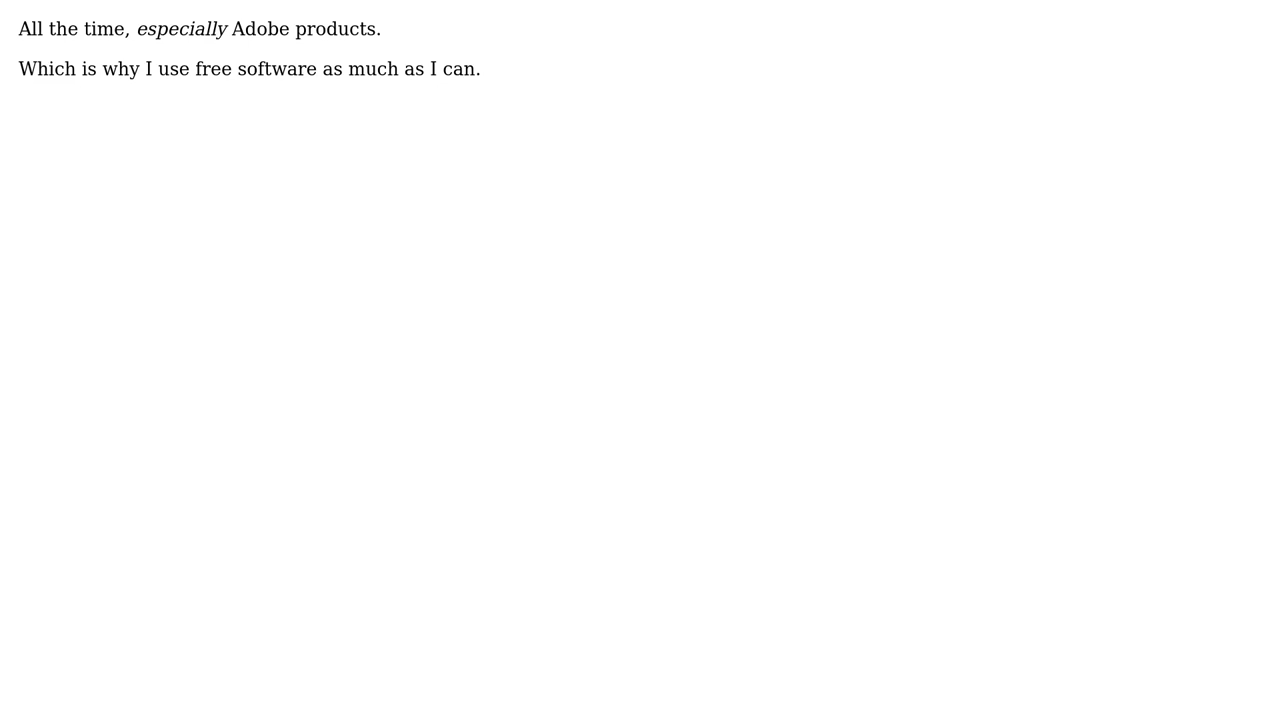 All the time, especially Adobe products.
Which is why I use free software as much as I can.